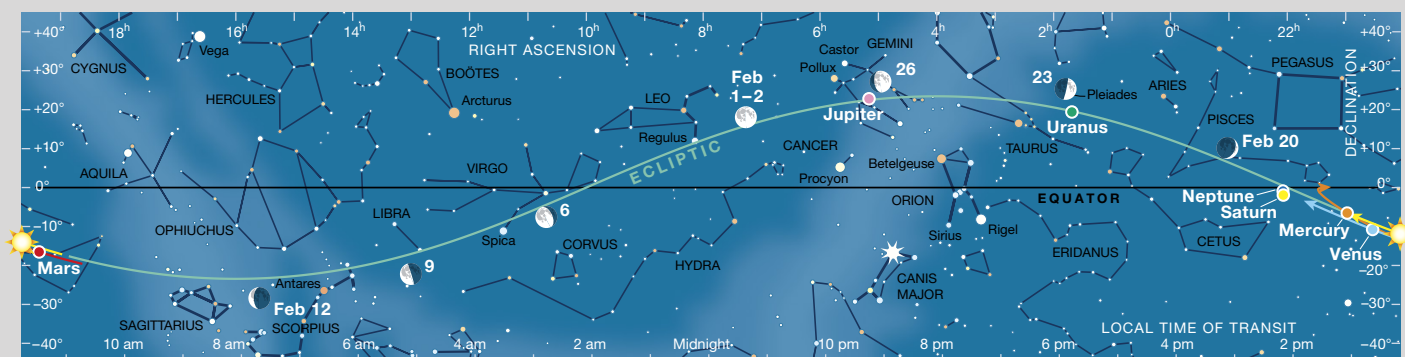 +40°
18h
16h
14h
12h
RIGHT ASCENSION
10h
8h
6h
4h
2h
0h
22h
+40°
CYGNUS
Vega
BOÖTES
Castor
GEMINI
Pollux
26
23
PEGASUS
+30°
+30°
HERCULES
Arcturus
LEO
Feb
1–2
Jupiter
Pleiades
ARIES
DECLINATION
+20°
+20°
Regulus
Uranus
PISCES
+10°
+10°
AQUILA
VIRGO
ECLIPTIC
CANCER
Procyon
Betelgeuse
TAURUS
Feb 20
0°
0°
EQUATOR
Neptune
Saturn
OPHIUCHUS
LIBRA
6
Spica
ORION
Sirius
Rigel
Mercury
–10°
CORVUS
HYDRA
ERIDANUS
CETUS
Venus
Mars
9
–20°
Antares
CANIS
MAJOR
–30°
–30°
Feb 12
SAGITTARIUS
SCORPIUS
LOCAL TIME OF TRANSIT
–40°
10 am
8 am
6 am
4 am
2 am
Midnight
10 pm
8 pm
6 pm
4 pm
2 pm
–40°